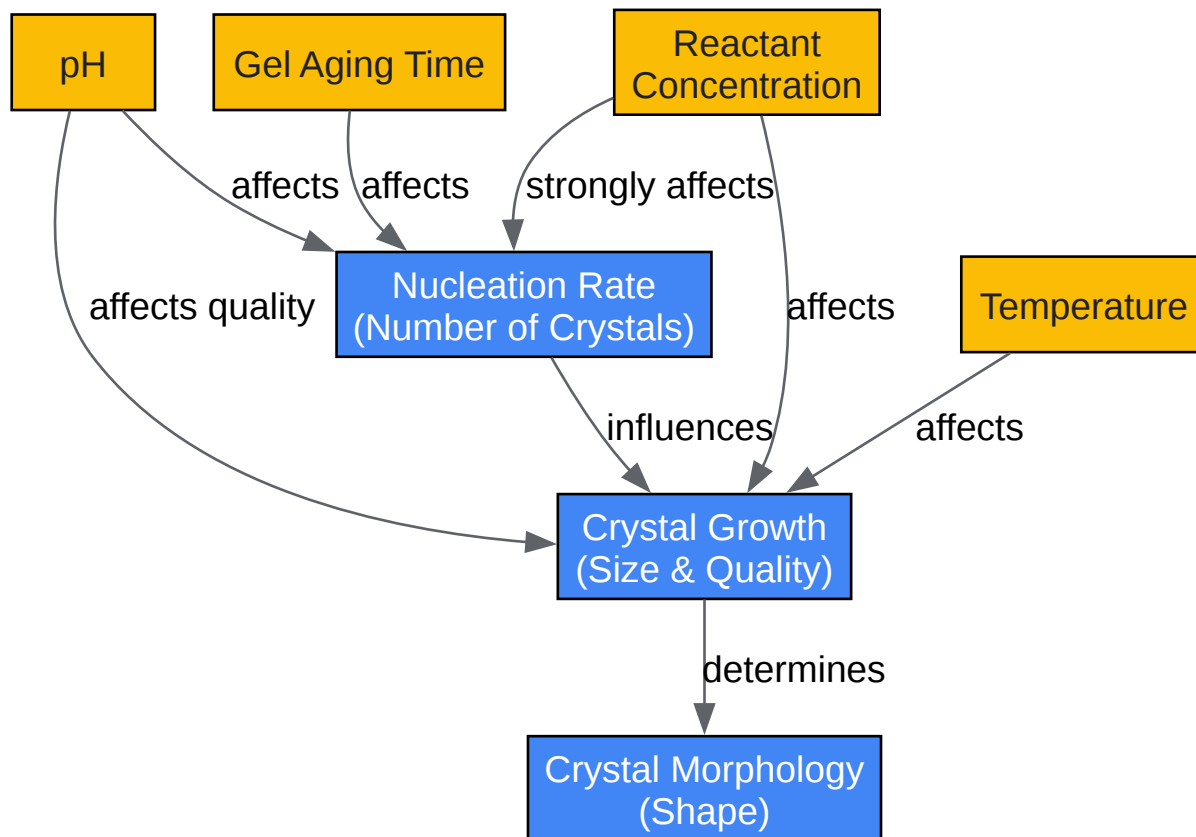 pH
Gel Aging Time
Reactant
Concentration
affects
affects
strongly affects
Nucleation Rate
(Number of Crystals)
affects quality
affects
Temperature
influences
affects
Crystal Growth
(Size & Quality)
determines
Crystal Morphology
(Shape)